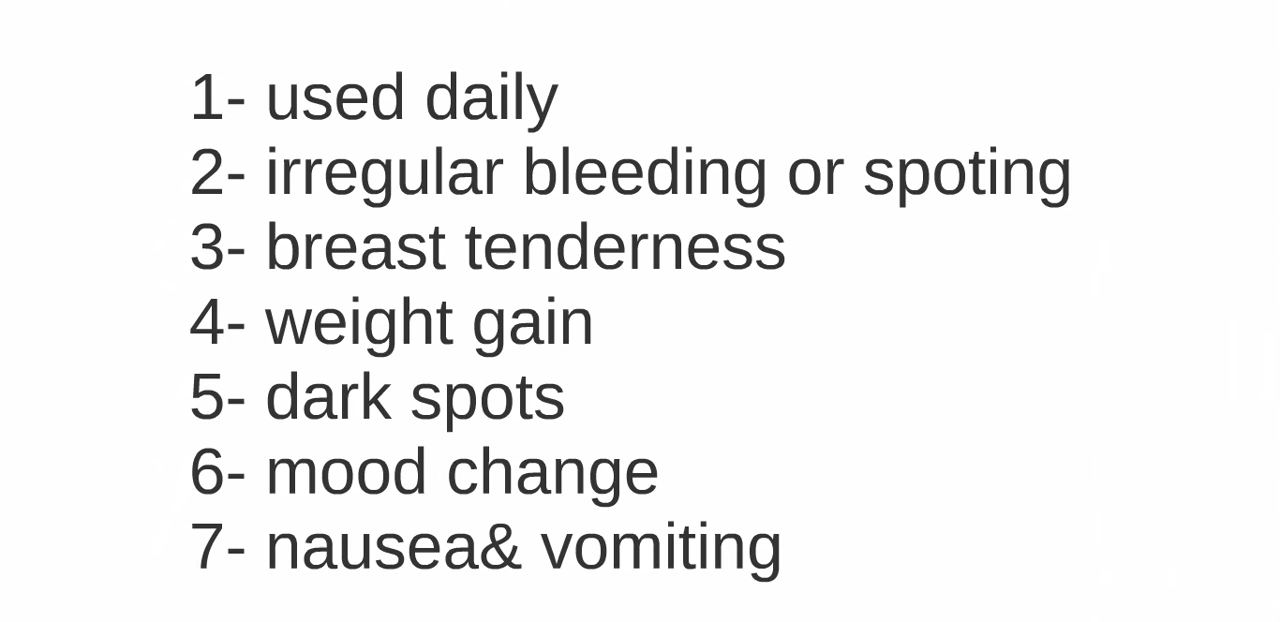 1- used daily
2- irregular bleeding or spoting
3- breast tenderness
4- weight gain
5- dark spots
6- mood change
7- nausea& vomiting